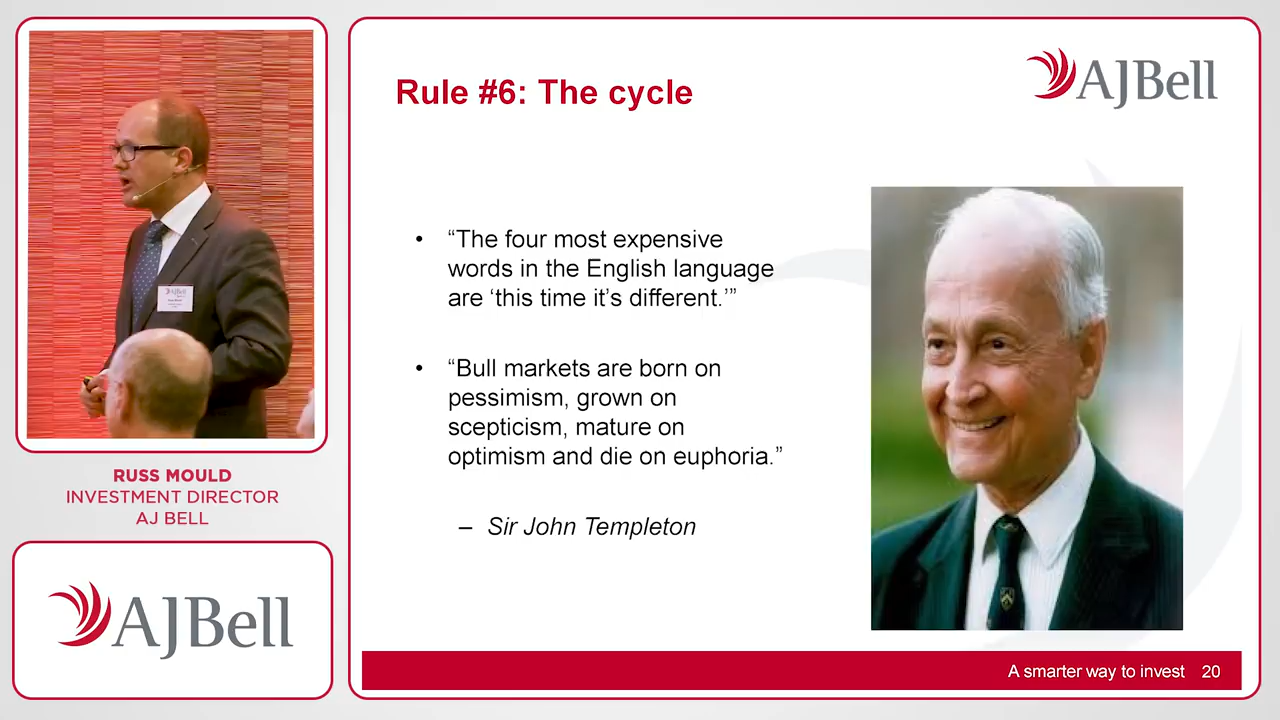 AJBell
RUSS MOULD
INVESTMENT DIRECTOR
AJ BELL
AJBell
Rule #6: The cycle
AJBell
• “The four most expensive
words in the English language
are ‘this time it’s different.’”
• “Bull markets are born on
pessimism, grown on
scepticism, mature on
optimism and die on euphoria.”
– Sir John Templeton
A smarter way to invest 20